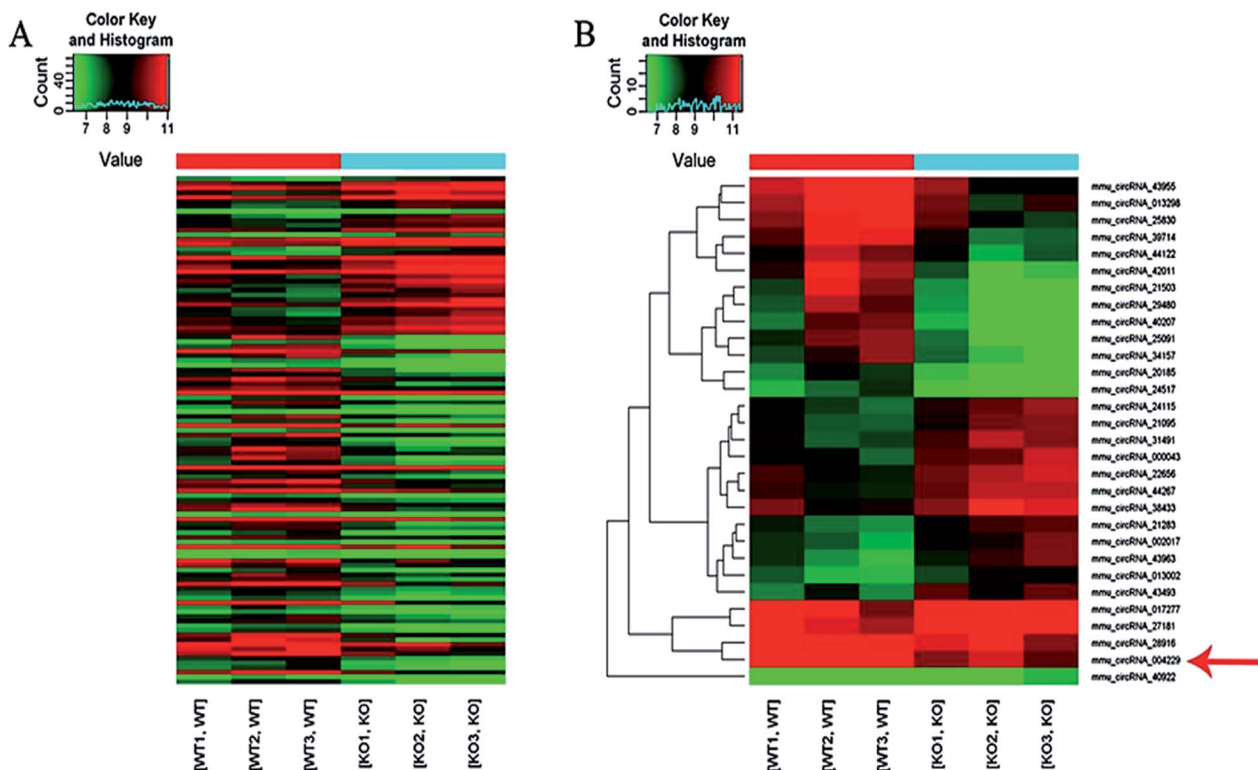 A
Color Key
and Histogram
Count
0 40
7 8 9 11
Value
[WT1, WT]
[WT2, WT]
[WT3, WT]
[KO1, KO]
[KO2, KO]
[KO3, KO]
B
Color Key
and Histogram
Count
0 10 20
7 8 9 11
Value
mmu_circRNA_43955
mmu_circRNA_013298
mmu_circRNA_25830
mmu_circRNA_39714
mmu_circRNA_44122
mmu_circRNA_42011
mmu_circRNA_21503
mmu_circRNA_29480
mmu_circRNA_40207
mmu_circRNA_25091
mmu_circRNA_34157
mmu_circRNA_20185
mmu_circRNA_24517
mmu_circRNA_24115
mmu_circRNA_21095
mmu_circRNA_31491
mmu_circRNA_000043
mmu_circRNA_22656
mmu_circRNA_44267
mmu_circRNA_38433
mmu_circRNA_21283
mmu_circRNA_002017
mmu_circRNA_43963
mmu_circRNA_013002
mmu_circRNA_43493
mmu_circRNA_017277
mmu_circRNA_27181
mmu_circRNA_28916
mmu_circRNA_004229
mmu_circRNA_40922
[WT1, WT]
[WT2, WT]
[WT3, WT]
[KO1, KO]
[KO2, KO]
[KO3, KO]